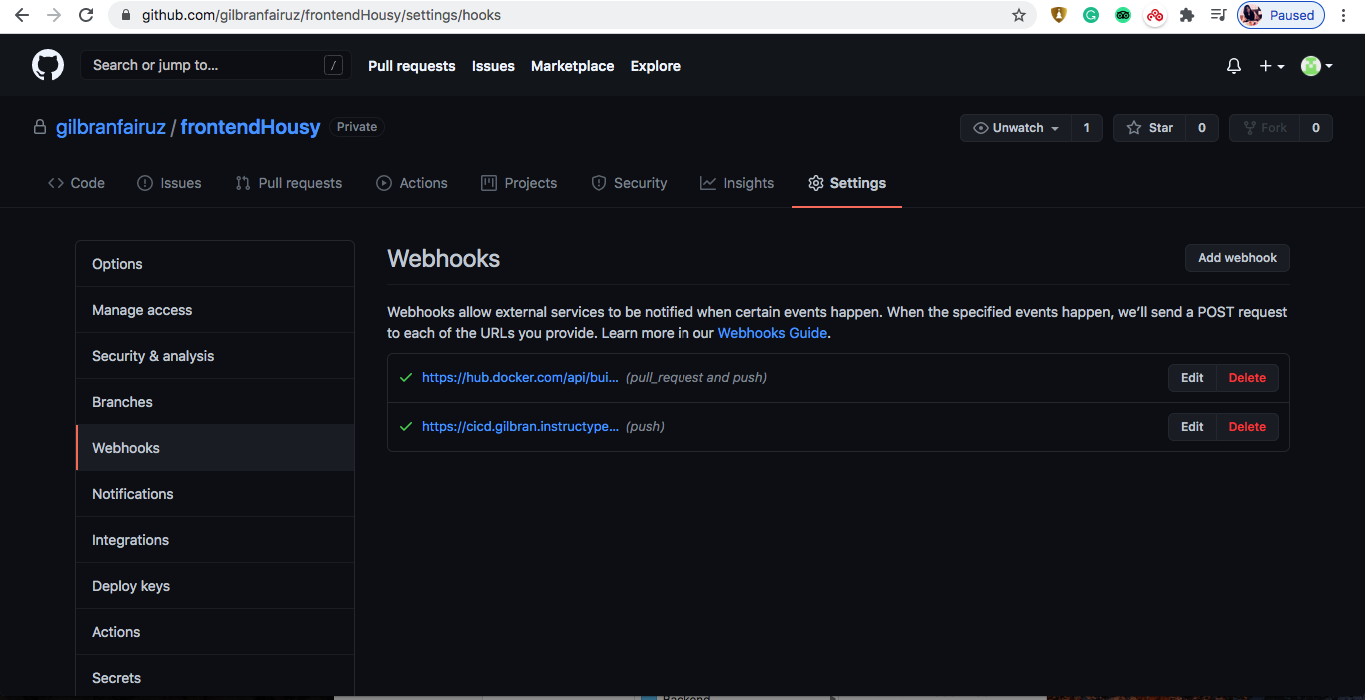 github.com/gilbranfairuz/frontendHousy/settings/hooks
Paused
Search or jump to...
/
Pull requests
Issues
Marketplace
Explore
gilbranfairuz / frontendHousy
Private
Unwatch
1
Star
0
Fork
0
Code
Issues
Pull requests
Actions
Projects
Security
Insights
Settings
Options
Manage access
Security & analysis
Branches
Webhooks
Notifications
Integrations
Deploy keys
Actions
Secrets
Webhooks
Add webhook
Webhooks allow external services to be notified when certain events happen. When the specified events happen, we’ll send a POST request
to each of the URLs you provide. Learn more in our Webhooks Guide.
https://hub.docker.com/api/bui... (pull_request and push)
Edit
Delete
https://cicd.gilbran.instructype... (push)
Edit
Delete
Backend